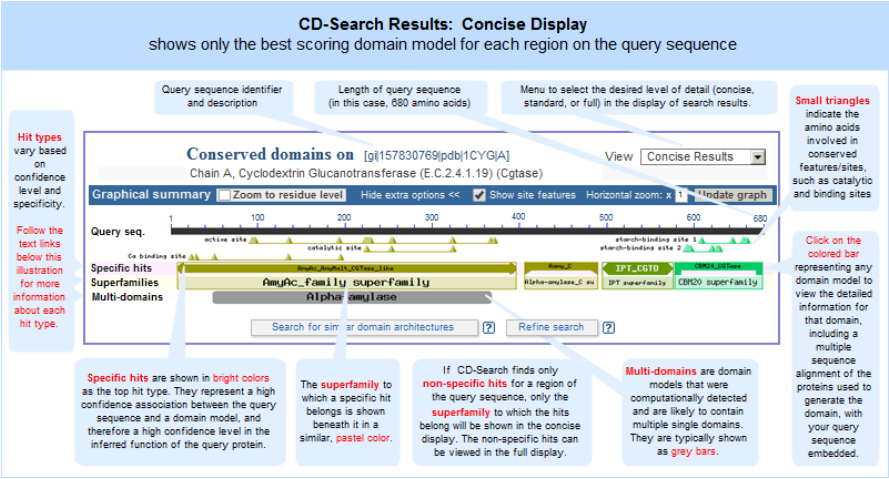 CD-Search Results: Concise Display
shows only the best scoring domain model for each region on the query sequence
Query sequence identifier
and description
Length of query sequence
(in this case, 680 amino acids)
Menu to select the desired level of detail (concise,
standard, or full) in the display of search results.
Small triangles
indicate the
amino acids
involved in
conserved
features/sites,
such as catalytic
and binding sites
Hit types
vary based
on
confidence
level and
specificity.
Follow the
text links
below this
illustration
for more
information
about each
hit type.
Conserved domains on [gi|157830769|pdb|1CYG|A]
View Concise Results
Chain A, Cyclodextrin Glucanotransferase (E.C.2.4.1.19) (Cgtase)
Graphical summary Zoom to residue level Hide extra options << Show site features Horizontal zoom: x 1 Update graph
1 100 200 300 400 500 600 680
Query seq.
active site
starch-binding site 1
catalytic site
starch-binding site 2
Ca binding site
Specific hits AmyAc_AmyMalt_CGTase_like Aamy_C IPT_CGTD CBM20_CGTase
Superfamilies AmyAc_family superfamily Alpha-amylase_C su IPT superfamily CBM20 superfamily
Multi-domains Alpha-amylase
Search for similar domain architectures ? Refine search ?
Click on the
colored bar
representing any
domain model to
view the detailed
information for
that domain,
including a
multiple
sequence
alignment of the
proteins used to
generate the
domain, with
your query
sequence
embedded.
Specific hits are shown in bright colors
as the top hit type. They represent a high
confidence association between the query
sequence and a domain model, and
therefore a high confidence level in the
inferred function of the query protein.
The superfamily to
which a specific hit
belongs is shown
beneath it in a
similar, pastel color.
If CD-Search finds only
non-specific hits for a region of
the query sequence, only the
superfamily to which the hits
belong will be shown in the concise
display. The non-specific hits can
be viewed in the full display.
Multi-domains are domain
models that were
computationally detected
and are likely to contain
multiple single domains.
They are typically shown
as grey bars.